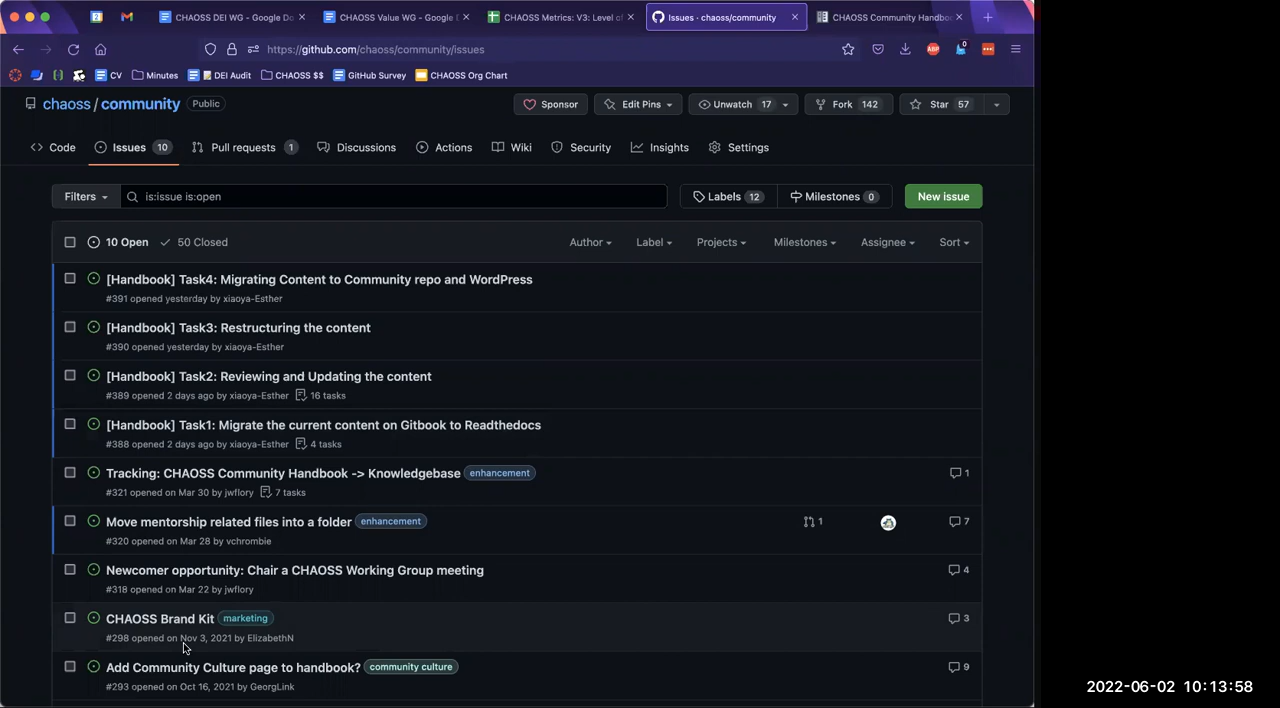 CHAOSS DEI WG - Google Do
CHAOSS Value WG - Google D
CHAOSS Metrics: V3: Level of
Issues · chaoss/community
CHAOSS Community Handbo
https://github.com/chaoss/community/issues
ABP
0
CV
Minutes
DEI Audit
CHAOSS $$
GitHub Survey
CHAOSS Org Chart
chaoss / community
Public
Sponsor
Edit Pins
Unwatch 17
Fork 142
Star 57
Code
Issues 10
Pull requests 1
Discussions
Actions
Wiki
Security
Insights
Settings
Filters
is:issue is:open
Labels 12
Milestones 0
New issue
10 Open
50 Closed
Author
Label
Projects
Milestones
Assignee
Sort
[Handbook] Task4: Migrating Content to Community repo and WordPress
#391 opened yesterday by xiaoya-Esther
[Handbook] Task3: Restructuring the content
#390 opened yesterday by xiaoya-Esther
[Handbook] Task2: Reviewing and Updating the content
#389 opened 2 days ago by xiaoya-Esther 16 tasks
[Handbook] Task1: Migrate the current content on Gitbook to Readthedocs
#388 opened 2 days ago by xiaoya-Esther 4 tasks
Tracking: CHAOSS Community Handbook -> Knowledgebase enhancement 1
#321 opened on Mar 30 by jwflory 7 tasks
Move mentorship related files into a folder enhancement 1 7
#320 opened on Mar 28 by vchrombie
Newcomer opportunity: Chair a CHAOSS Working Group meeting 4
#318 opened on Mar 22 by jwflory
CHAOSS Brand Kit marketing 3
#298 opened on Nov 3, 2021 by ElizabethN
Add Community Culture page to handbook? community culture 9
#293 opened on Oct 16, 2021 by GeorgLink
2022-06-02 10:13:58